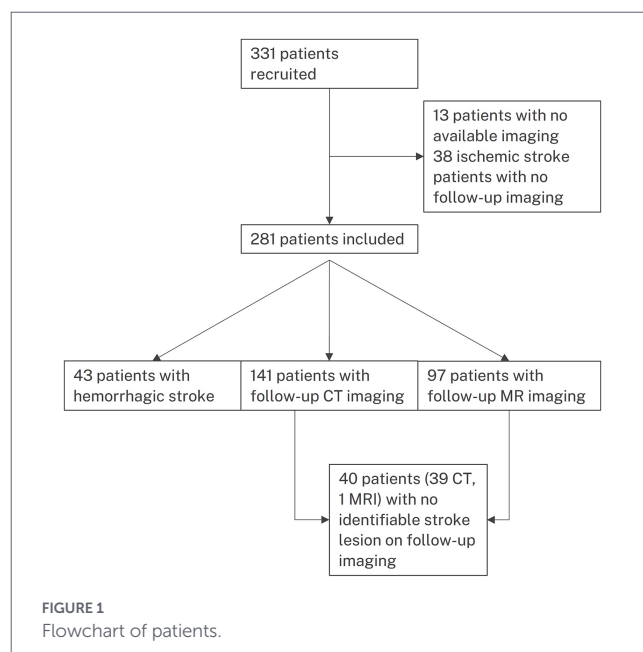 331 patients
recruited
13 patients with no
available imaging
38 ischemic stroke
patients with no
follow-up imaging
281 patients included
43 patients with
hemorrhagic stroke
141 patients with
follow-up CT imaging
97 patients with
follow-up MR imaging
40 patients (39 CT,
1 MRI) with no
identifiable stroke
lesion on follow-up
imaging
FIGURE 1
Flowchart of patients.